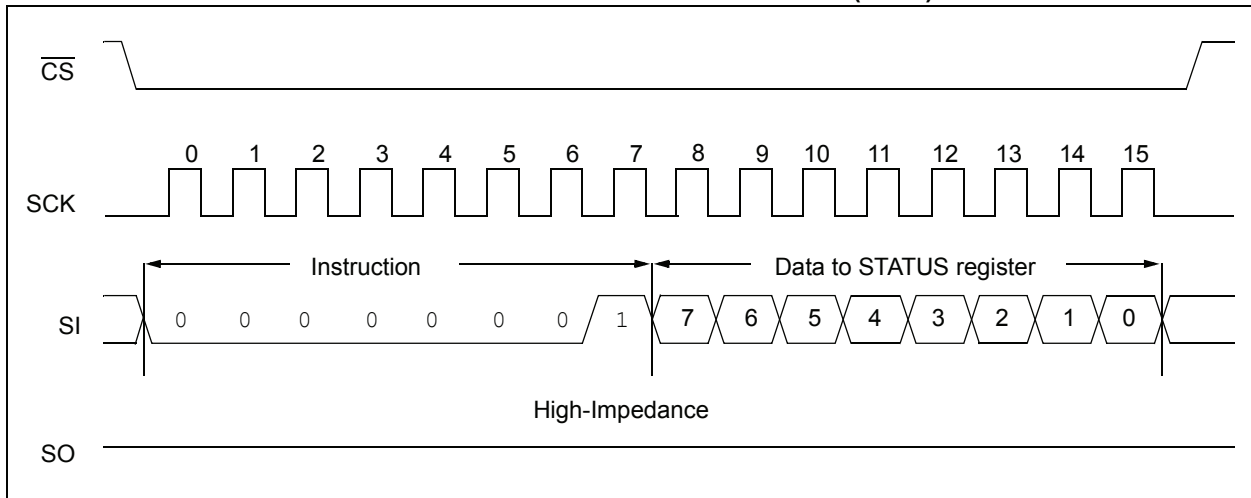 CS
0 1 2 3 4 5 6 7 8 9 10 11 12 13 14 15
SCK
Instruction Data to STATUS register
SI 0 0 0 0 0 0 0 1 7 6 5 4 3 2 1 0
High-Impedance
SO